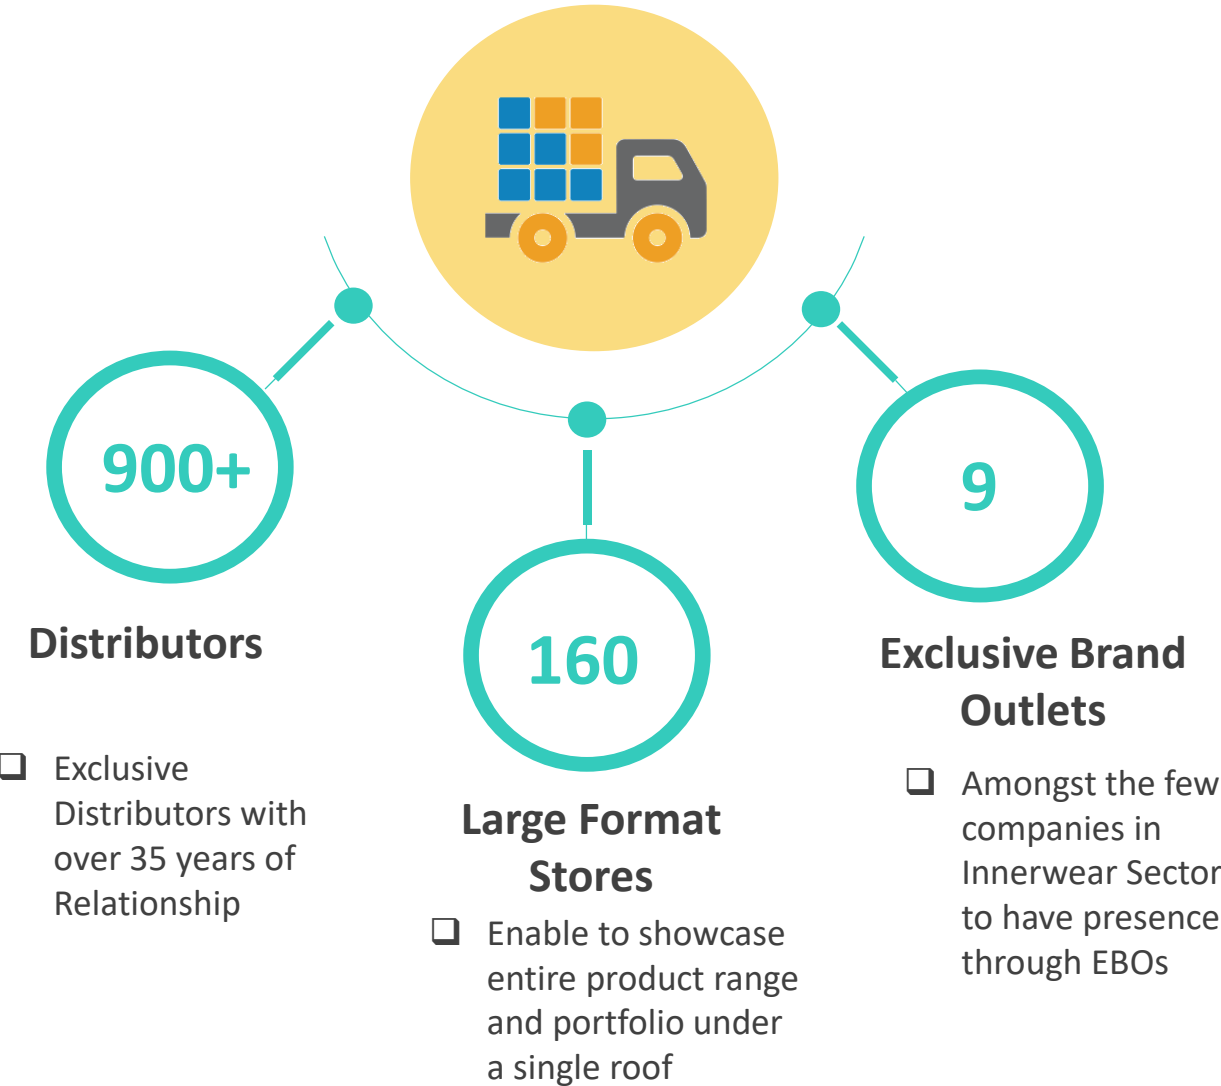 900+
Distributors
❑ Exclusive
Distributors with
over 35 years of
Relationship
160
Large Format
Stores
❑ Enable to showcase
entire product range
and portfolio under
a single roof
9
Exclusive Brand
Outlets
❑ Amongst the few
companies in
Innerwear Sector
to have presence
through EBOs